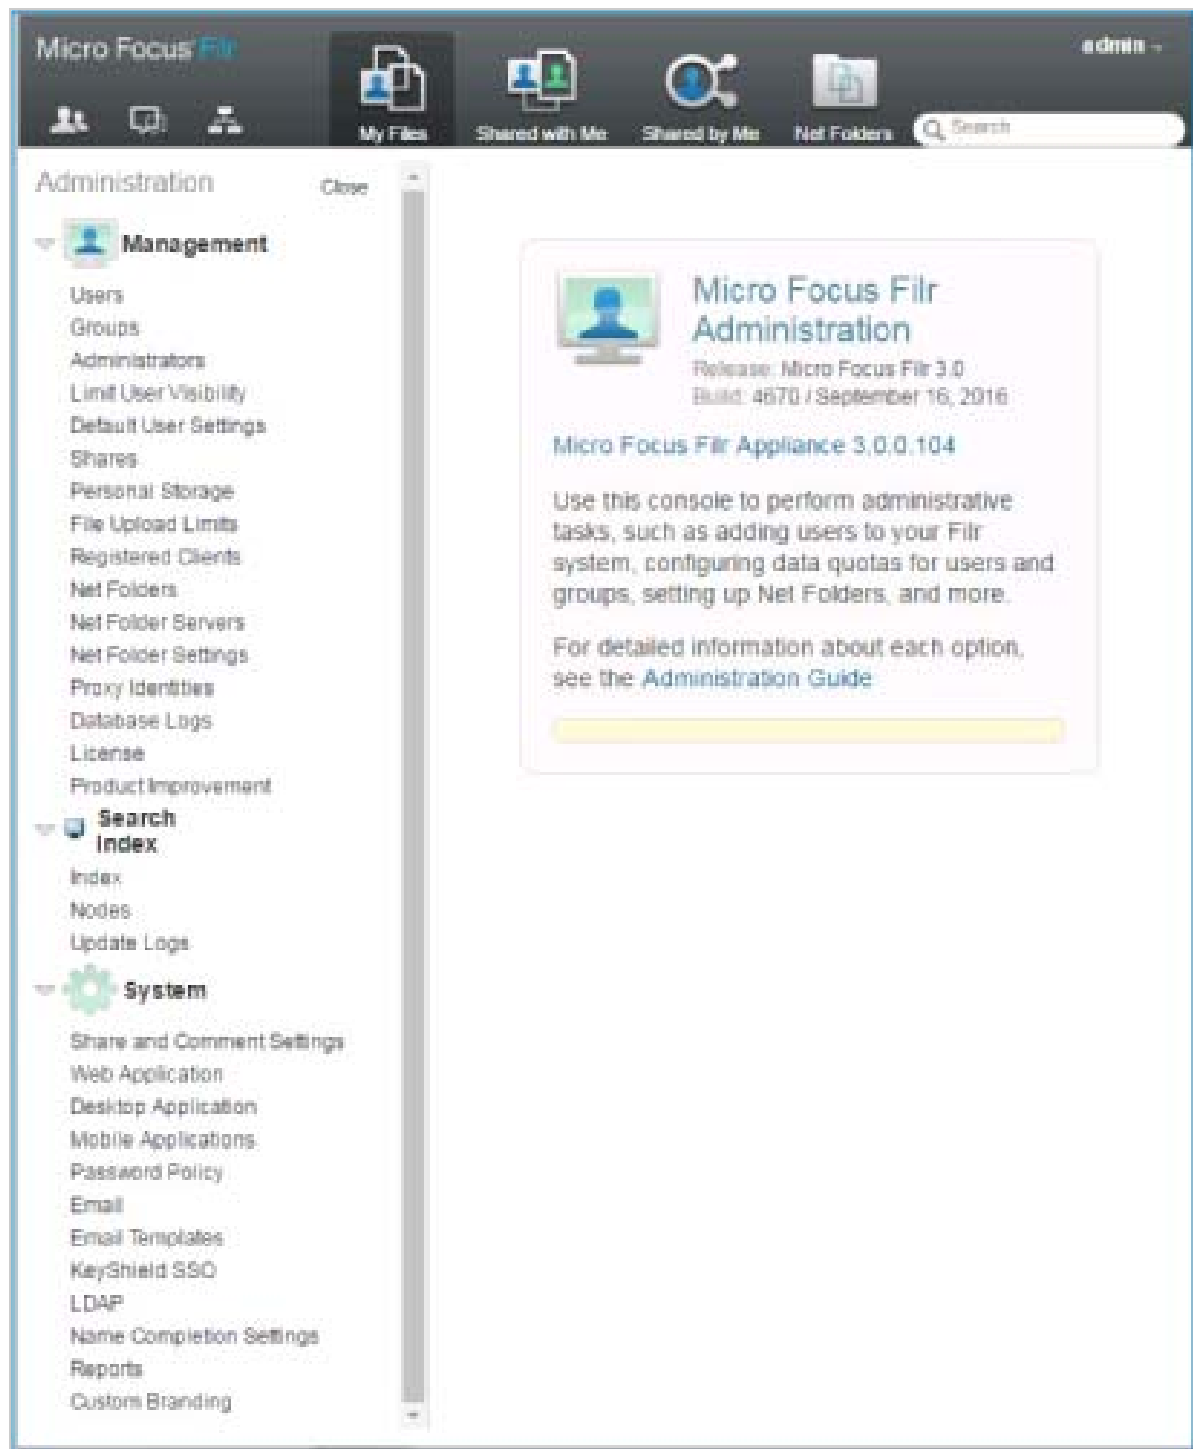 Micro Focus Filr
admin
My Files
Shared with Me
Shared by Me
Net Folders
Search
Administration
Close
Management
Users
Groups
Administrators
Limit User Visibility
Default User Settings
Shares
Personal Storage
File Upload Limits
Registered Clients
Net Folders
Net Folder Servers
Net Folder Settings
Proxy Identities
Database Logs
License
Product Improvement
Search
Index
Index
Nodes
Update Logs
System
Share and Comment Settings
Web Application
Desktop Application
Mobile Applications
Password Policy
Email
Email Templates
KeyShield SSO
LDAP
Name Completion Settings
Reports
Custom Branding
Micro Focus Filr
Administration
Release: Micro Focus Filr 3.0
Build: 4670 / September 16, 2016
Micro Focus Filr Appliance 3.0.0.104
Use this console to perform administrative
tasks, such as adding users to your Filr
system, configuring data quotas for users and
groups, setting up Net Folders, and more.
For detailed information about each option,
see the Administration Guide